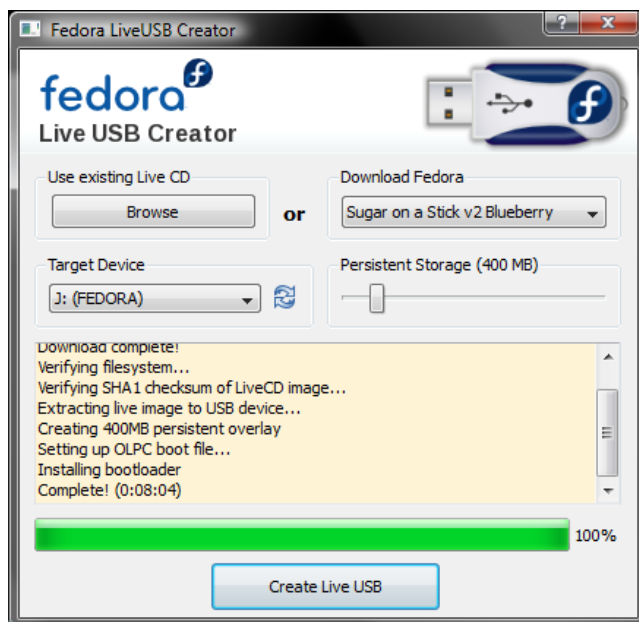 Fedora LiveUSB Creator
fedora
Live USB Creator
Use existing Live CD
Browse
or
Download Fedora
Sugar on a Stick v2 Blueberry
Target Device
J: (FEDORA)
Persistent Storage (400 MB)
Download complete!
Verifying filesystem...
Verifying SHA1 checksum of LiveCD image...
Extracting live image to USB device...
Creating 400MB persistent overlay
Setting up OLPC boot file...
Installing bootloader
Complete! (0:08:04)
100%
Create Live USB